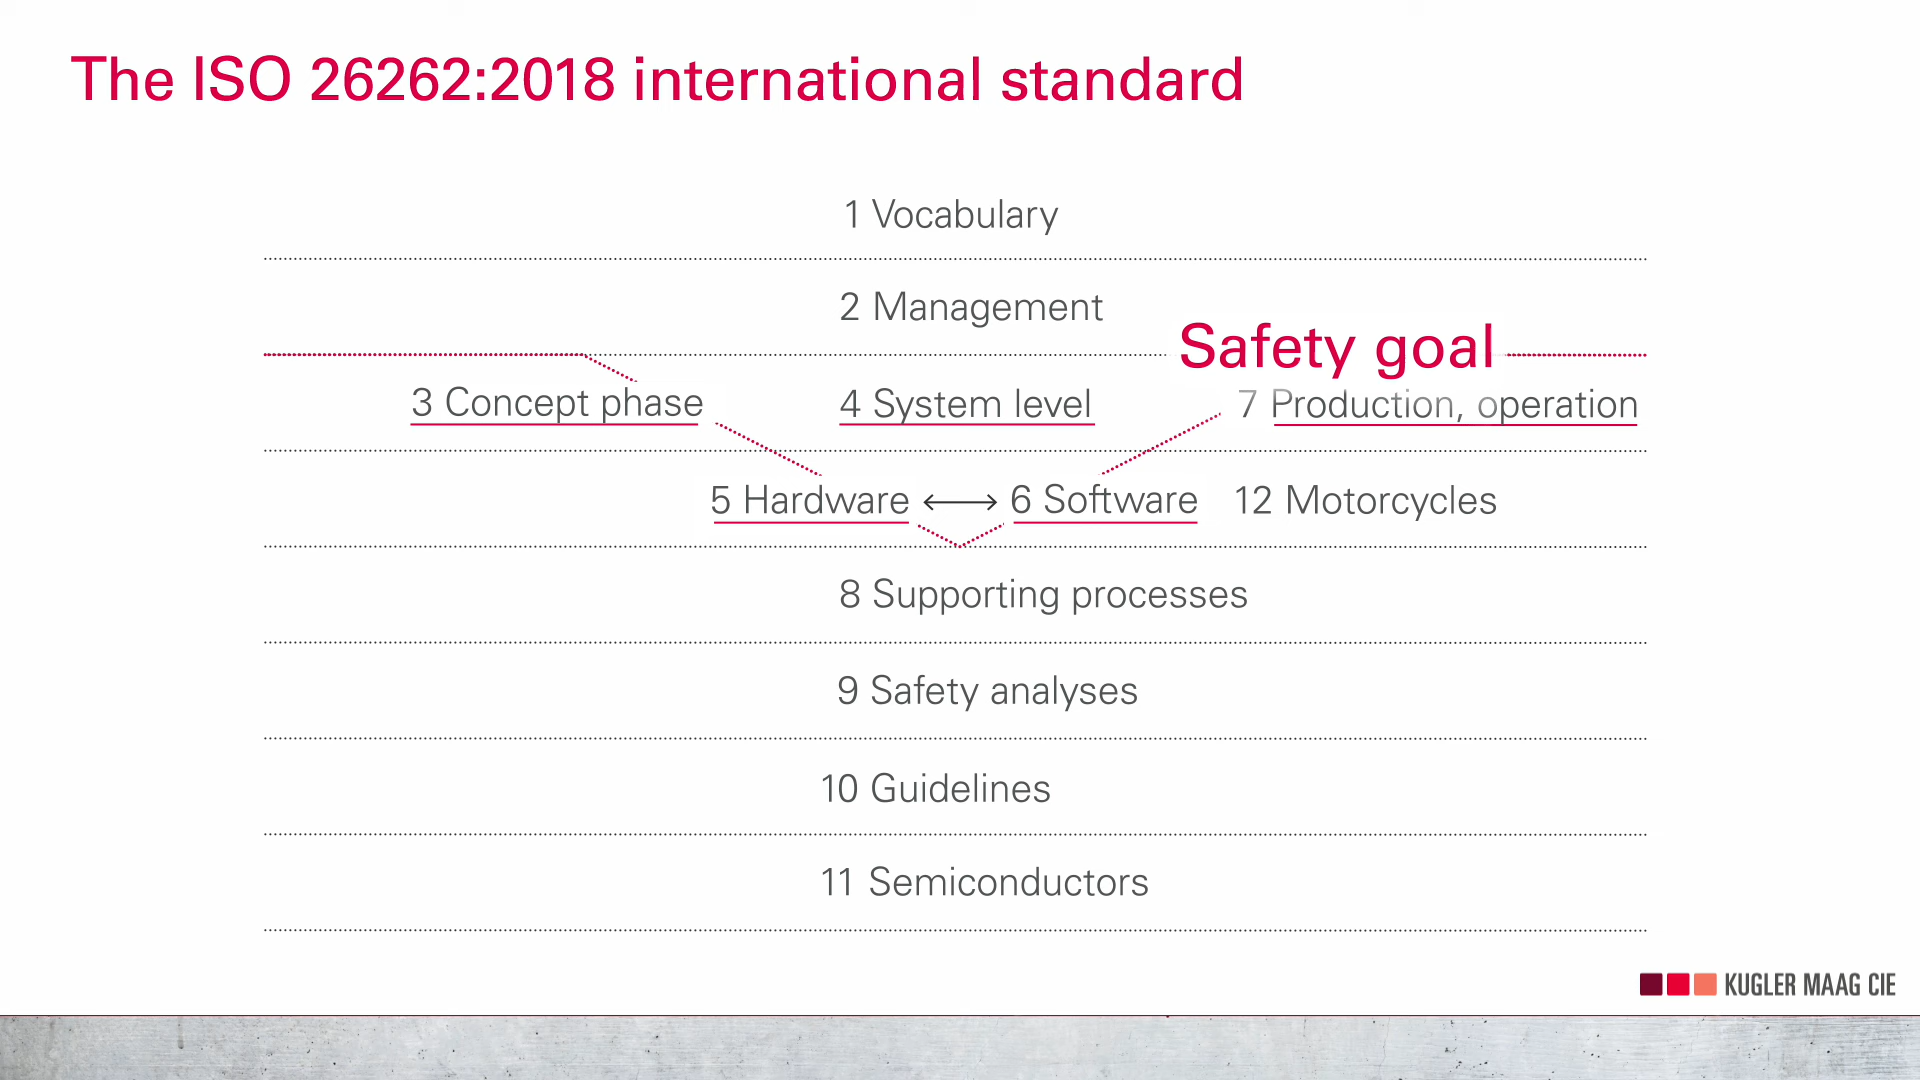 The ISO 26262:2018 international standard
1 Vocabulary
2 Management
Safety goal
3 Concept phase
4 System level
7 Production, operation
5 Hardware
6 Software
12 Motorcycles
8 Supporting processes
9 Safety analyses
10 Guidelines
11 Semiconductors
KUGLER MAAG CIE